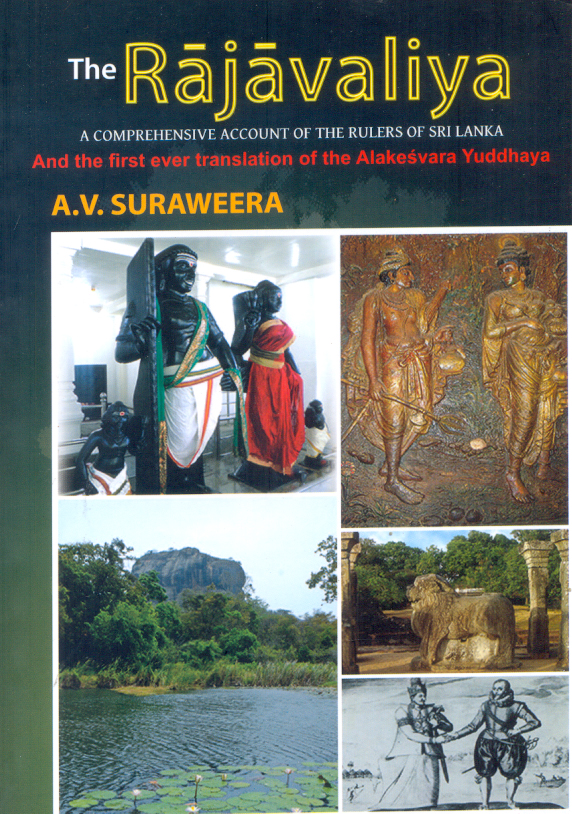 The Rājāvaliya
A COMPREHENSIVE ACCOUNT OF THE RULERS OF SRI LANKA
And the first ever translation of the Alakeśvara Yuddhaya
A.V. SURAWEERA